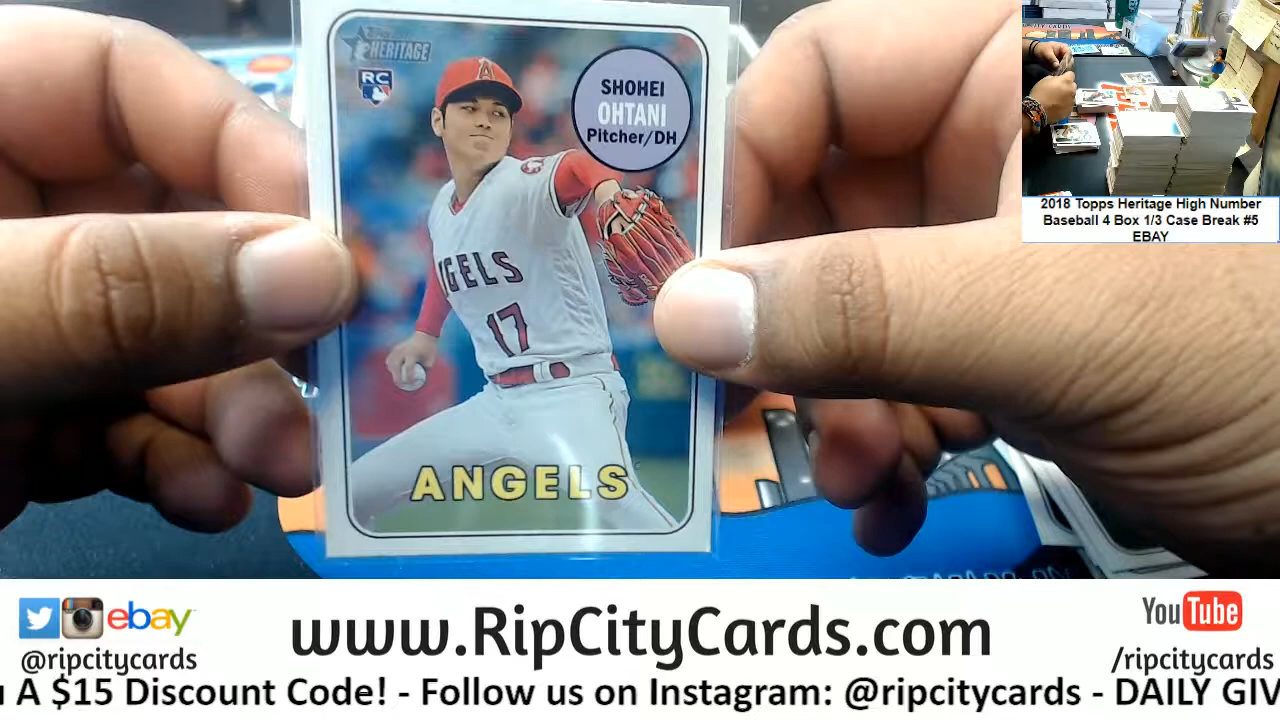 HERITAGE
RC
SHOHEI
OHTANI
Pitcher/DH
A
ANGELS
17
ANGELS
2018 Topps Heritage High Number
Baseball 4 Box 1/3 Case Break #5
EBAY
ebay
@ripcitycards
www.RipCityCards.com
YouTube
/ripcitycards
A $15 Discount Code! - Follow us on Instagram: @ripcitycards - DAILY GIV